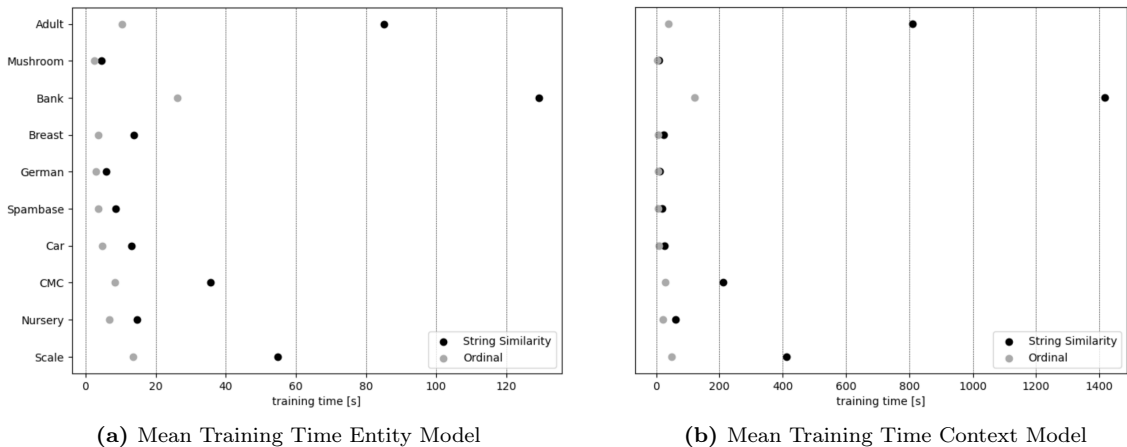 Adult
Mushroom
Bank
Breast
German
Spambase
Car
CMC
Nursery
Scale
String Similarity
Ordinal
0 20 40 60 80 100 120
training time [s]
(a) Mean Training Time Entity Model
String Similarity
Ordinal
0 200 400 600 800 1000 1200 1400
training time [s]
(b) Mean Training Time Context Model